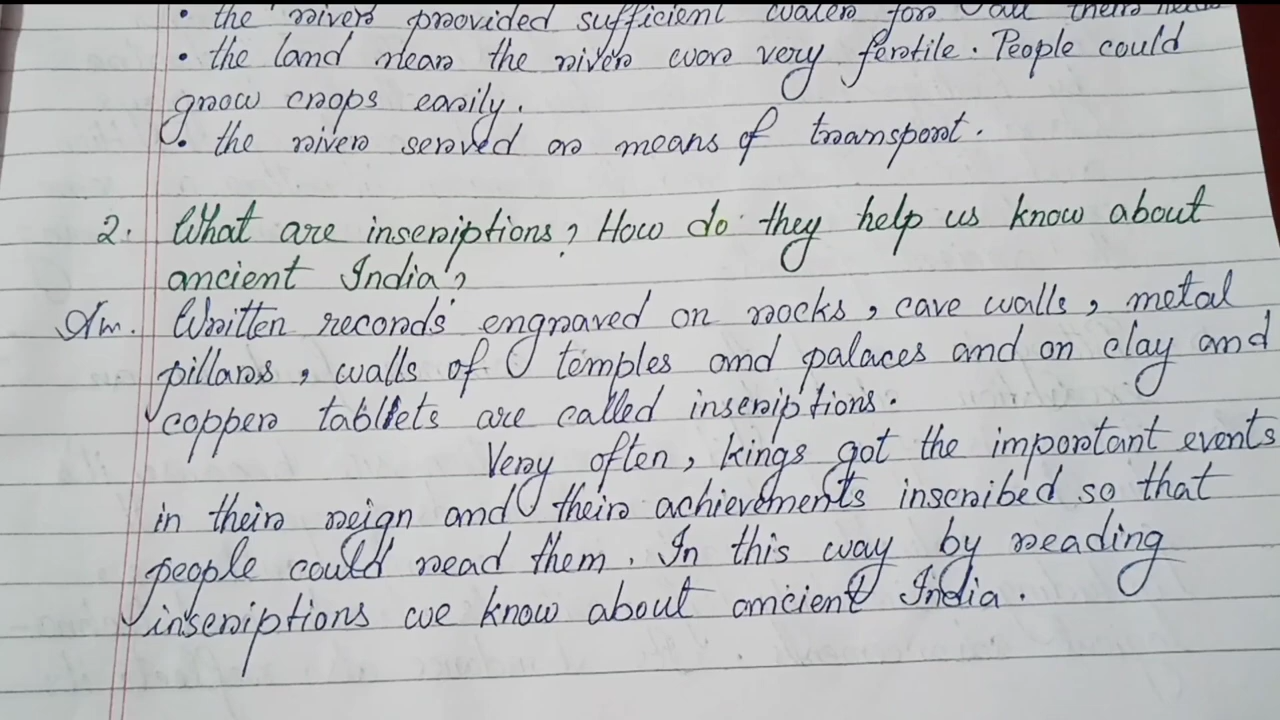 • the rivers provided sufficient water for all their needs
• the land near the river was very fertile. People could
grow crops easily.
• the rivers served as means of transport.
2. What are inscriptions? How do they help us know about
ancient India?
Ans. Written records engraved on rocks, cave walls, metal
pillars, walls of temples and palaces and on clay and
copper tablets are called inscriptions.
Very often, kings got the important events
in their reign and their achievements inscribed so that
people could read them. In this way by reading
inscriptions we know about ancient India.